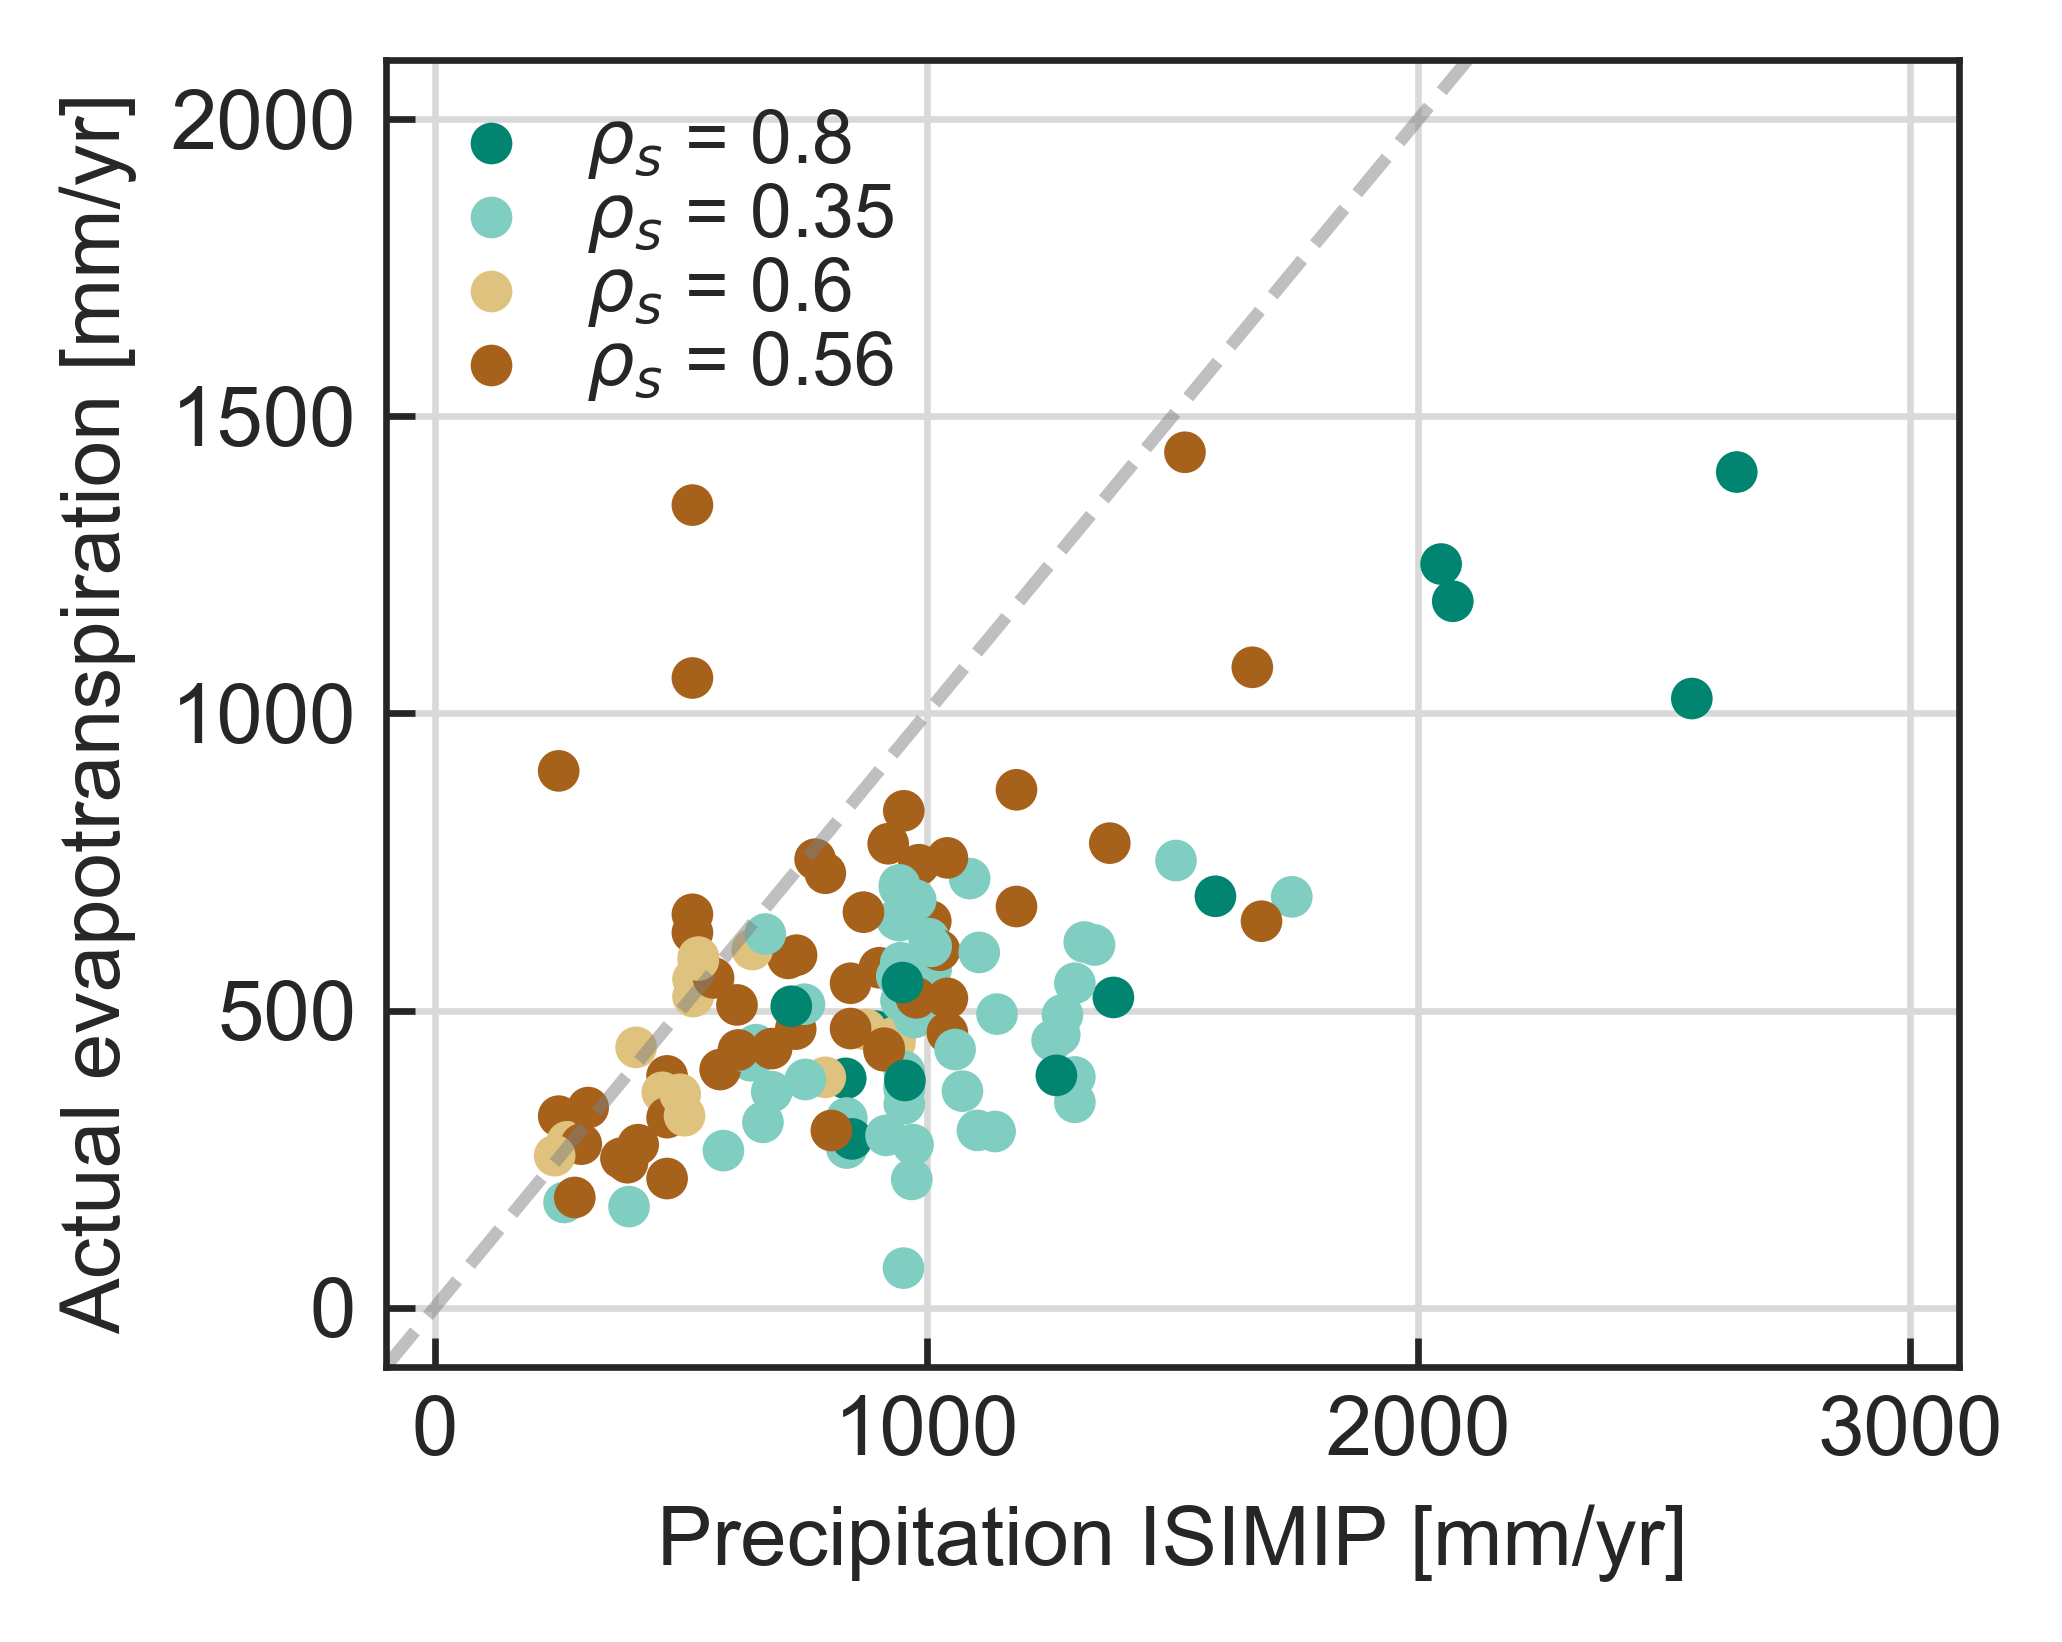 Actual evapotranspiration [mm/yr]
2000
1500
1000
500
0
ρs = 0.8
ρs = 0.35
ρs = 0.6
ρs = 0.56
0 1000 2000 3000
Precipitation ISIMIP [mm/yr]